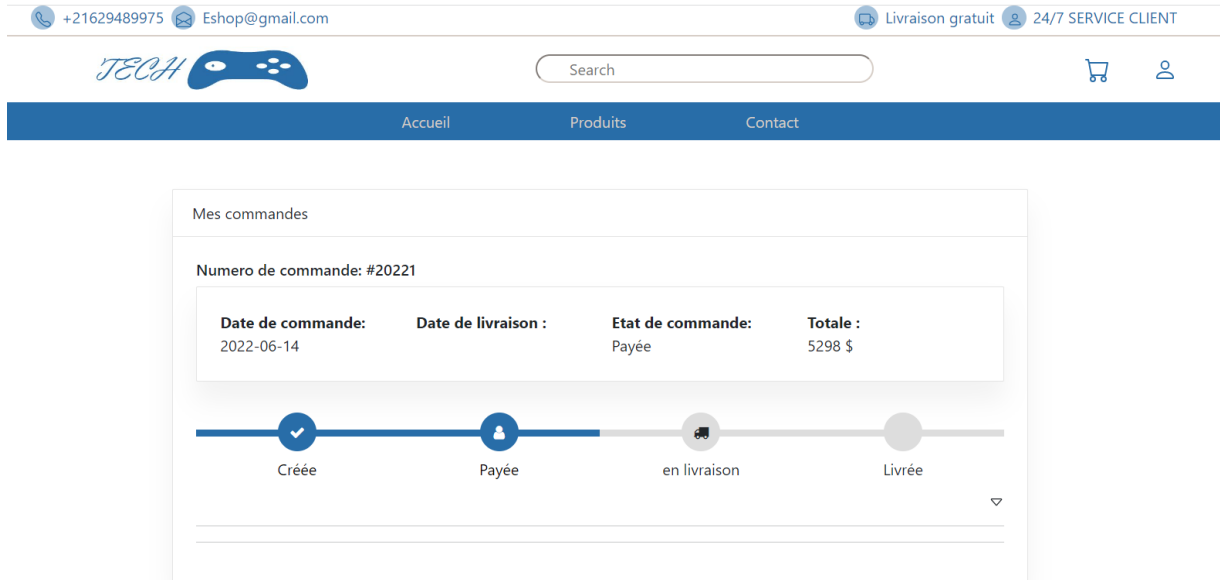 +21629489975 Eshop@gmail.com Livraison gratuit 24/7 SERVICE CLIENT
TECH Search
Accueil Produits Contact
Mes commandes
Numero de commande: #20221
Date de commande: Date de livraison : Etat de commande: Totale :
2022-06-14 Payée 5298 $
Créée Payée en livraison Livrée